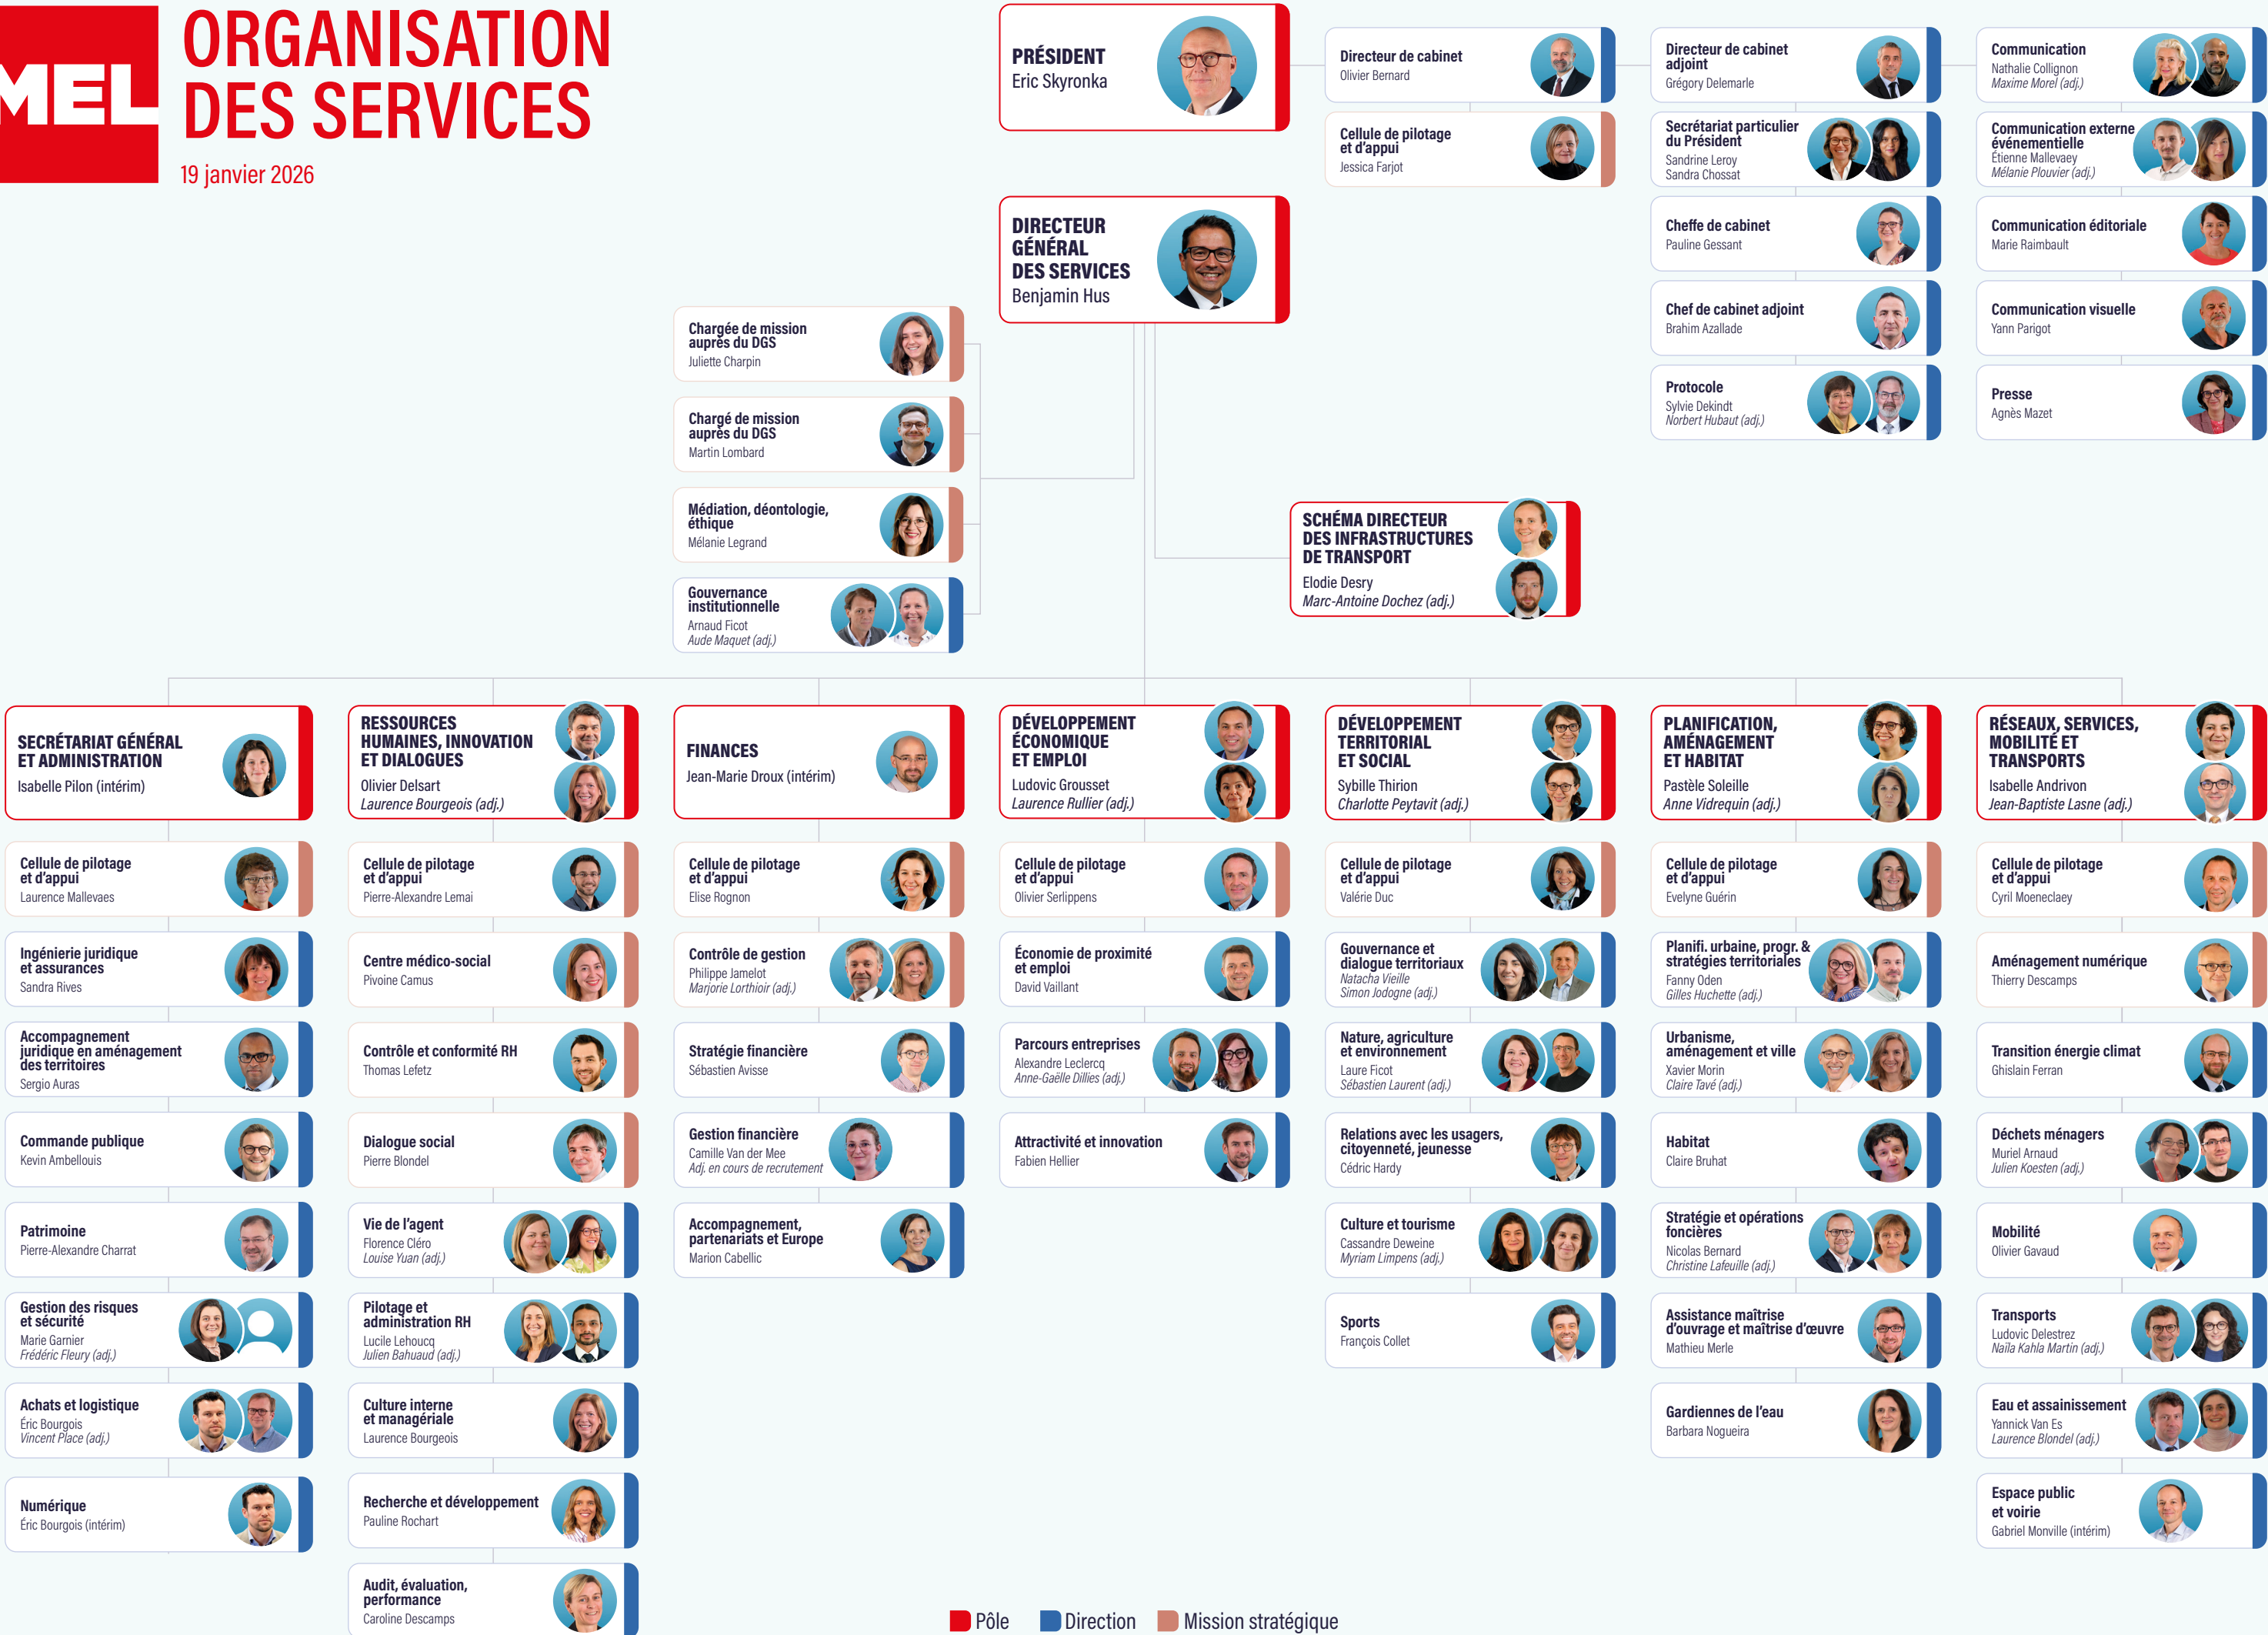 MEL
ORGANISATION
DES SERVICES
19 janvier 2026
PRÉSIDENT
Eric Skyronka
Directeur de cabinet
Olivier Bernard
Cellule de pilotage
et d'appui
Jessica Farjot
Directeur de cabinet
adjoint
Grégory Delemarle
Secrétariat particulier
du Président
Sandrine Leroy
Sandra Chossat
Cheffe de cabinet
Pauline Gessant
Chef de cabinet adjoint
Brahim Azallade
Protocole
Sylvie Dekindt
Norbert Hubaut (adj.)
Communication
Nathalie Collignon
Maxime Morel (adj.)
Communication externe
événementielle
Étienne Mallevaey
Mélanie Plouvier (adj.)
Communication éditoriale
Marie Raimbault
Communication visuelle
Yann Parigot
Presse
Agnès Mazet
DIRECTEUR
GÉNÉRAL
DES SERVICES
Benjamin Hus
Chargée de mission
auprès du DGS
Juliette Charpin
Chargé de mission
auprès du DGS
Martin Lombard
Médiation, déontologie,
éthique
Mélanie Legrand
Gouvernance
institutionnelle
Arnaud Ficot
Aude Maquet (adj.)
SCHÉMA DIRECTEUR
DES INFRASTRUCTURES
DE TRANSPORT
Elodie Desry
Marc-Antoine Dochez (adj.)
SECRÉTARIAT GÉNÉRAL
ET ADMINISTRATION
Isabelle Pilon (intérim)
Cellule de pilotage
et d'appui
Laurence Mallevaes
Ingénierie juridique
et assurances
Sandra Rives
Accompagnement
juridique en aménagement
des territoires
Sergio Auras
Commande publique
Kevin Ambellouis
Patrimoine
Pierre-Alexandre Charrat
Gestion des risques
et sécurité
Marie Garnier
Frédéric Fleury (adj.)
Achats et logistique
Éric Bourgois
Vincent Place (adj.)
Numérique
Éric Bourgois (intérim)
RESSOURCES
HUMAINES, INNOVATION
ET DIALOGUES
Olivier Delsart
Laurence Bourgeois (adj.)
Cellule de pilotage
et d'appui
Pierre-Alexandre Lemai
Centre médico-social
Pivoine Camus
Contrôle et conformité RH
Thomas Lefetz
Dialogue social
Pierre Blondel
Vie de l'agent
Florence Cléro
Louise Yuan (adj.)
Pilotage et
administration RH
Lucile Lehoucq
Julien Bahuaud (adj.)
Culture interne
et managériale
Laurence Bourgeois
Recherche et développement
Pauline Rochart
Audit, évaluation,
performance
Caroline Descamps
FINANCES
Jean-Marie Droux (intérim)
Cellule de pilotage
et d'appui
Elise Rognon
Contrôle de gestion
Philippe Jamelot
Marjorie Lorthioir (adj.)
Stratégie financière
Sébastien Avisse
Gestion financière
Camille Van der Mee
Adj. en cours de recrutement
Accompagnement,
partenariats et Europe
Marion Cabellic
DÉVELOPPEMENT
ÉCONOMIQUE
ET EMPLOI
Ludovic Grousset
Laurence Rullier (adj.)
Cellule de pilotage
et d'appui
Olivier Serlippens
Économie de proximité
et emploi
David Vaillant
Parcours entreprises
Alexandre Leclercq
Anne-Gaëlle Dillies (adj.)
Attractivité et innovation
Fabien Hellier
DÉVELOPPEMENT
TERRITORIAL
ET SOCIAL
Sybille Thirion
Charlotte Peytavit (adj.)
Cellule de pilotage
et d'appui
Valérie Duc
Gouvernance et
dialogue territoriaux
Natacha Vieille
Simon Jodogne (adj.)
Nature, agriculture
et environnement
Laure Ficot
Sébastien Laurent (adj.)
Relations avec les usagers,
citoyenneté, jeunesse
Cédric Hardy
Culture et tourisme
Cassandre Deweine
Myriam Limpens (adj.)
Sports
François Collet
PLANIFICATION,
AMÉNAGEMENT
ET HABITAT
Pastèle Soleille
Anne Vidrequin (adj.)
Cellule de pilotage
et d'appui
Evelyne Guérin
Planifi. urbaine, progr. &
stratégies territoriales
Fanny Oden
Gilles Huchette (adj.)
Urbanisme,
aménagement et ville
Xavier Morin
Claire Tavé (adj.)
Habitat
Claire Bruhat
Stratégie et opérations
foncières
Nicolas Bernard
Christine Lafeuille (adj.)
Assistance maîtrise
d'ouvrage et maîtrise d'œuvre
Mathieu Merle
Gardiennes de l'eau
Barbara Nogueira
RÉSEAUX, SERVICES,
MOBILITÉ ET
TRANSPORTS
Isabelle Andrivon
Jean-Baptiste Lasne (adj.)
Cellule de pilotage
et d'appui
Cyril Moeneclaey
Aménagement numérique
Thierry Descamps
Transition énergie climat
Ghislain Ferran
Déchets ménagers
Muriel Arnaud
Julien Koesten (adj.)
Mobilité
Olivier Gavaud
Transports
Ludovic Delestrez
Naïla Kahla Martin (adj.)
Eau et assainissement
Yannick Van Es
Laurence Blondel (adj.)
Espace public
et voirie
Gabriel Monville (intérim)
Pôle
Direction
Mission stratégique